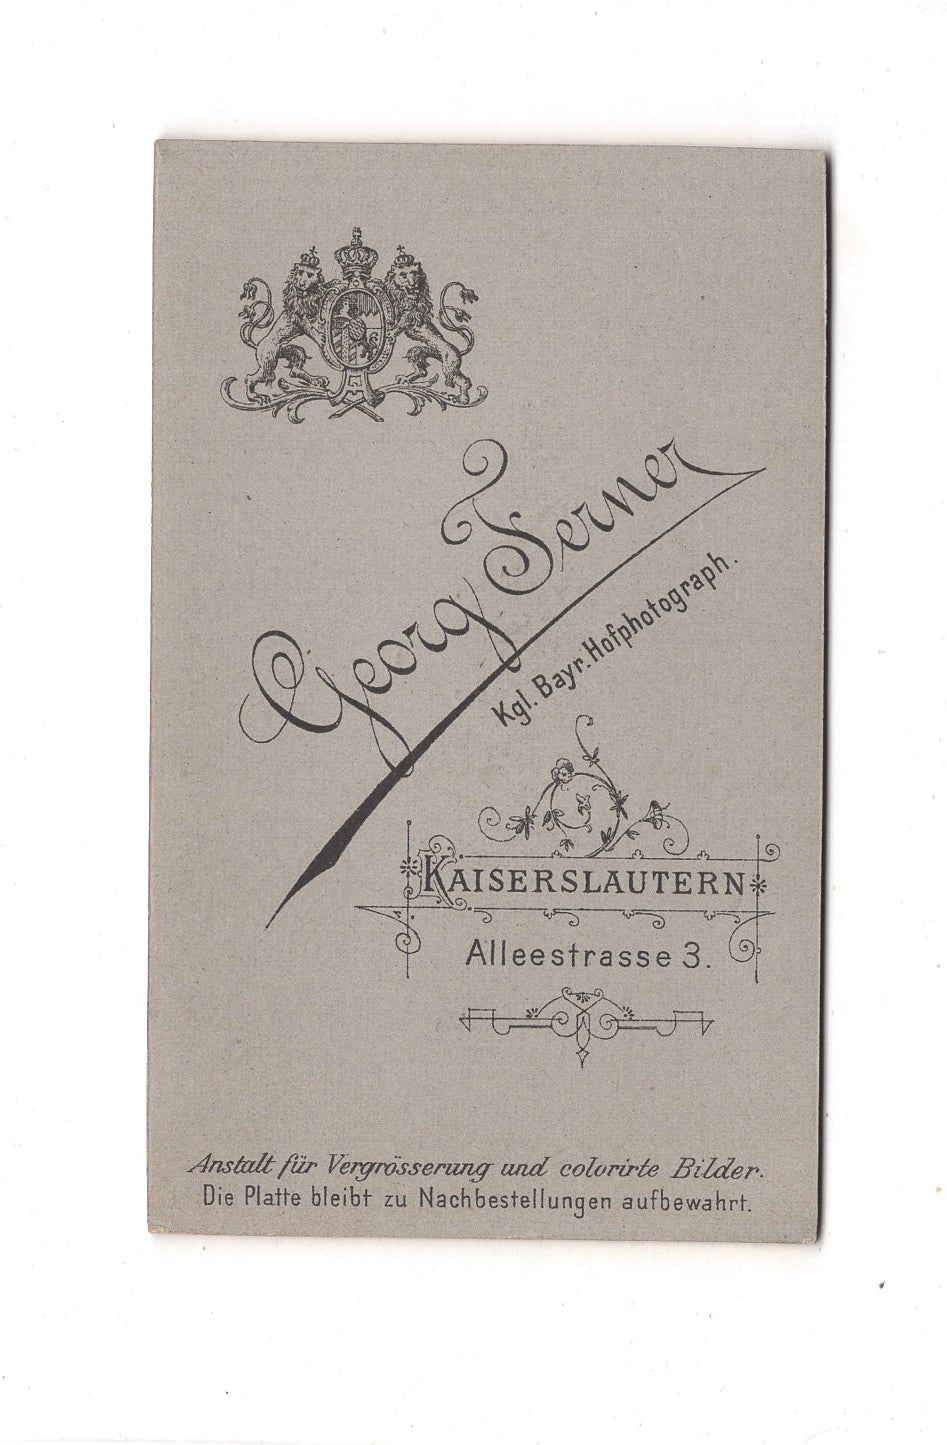 Georg Ferner
Kgl. Bayr. Hofphotograph.
KAISERSLAUTERN
Alleestrasse 3.
Anstalt für Vergrösserung und colorirte Bilder.
Die Platte bleibt zu Nachbestellungen aufbewahrt.